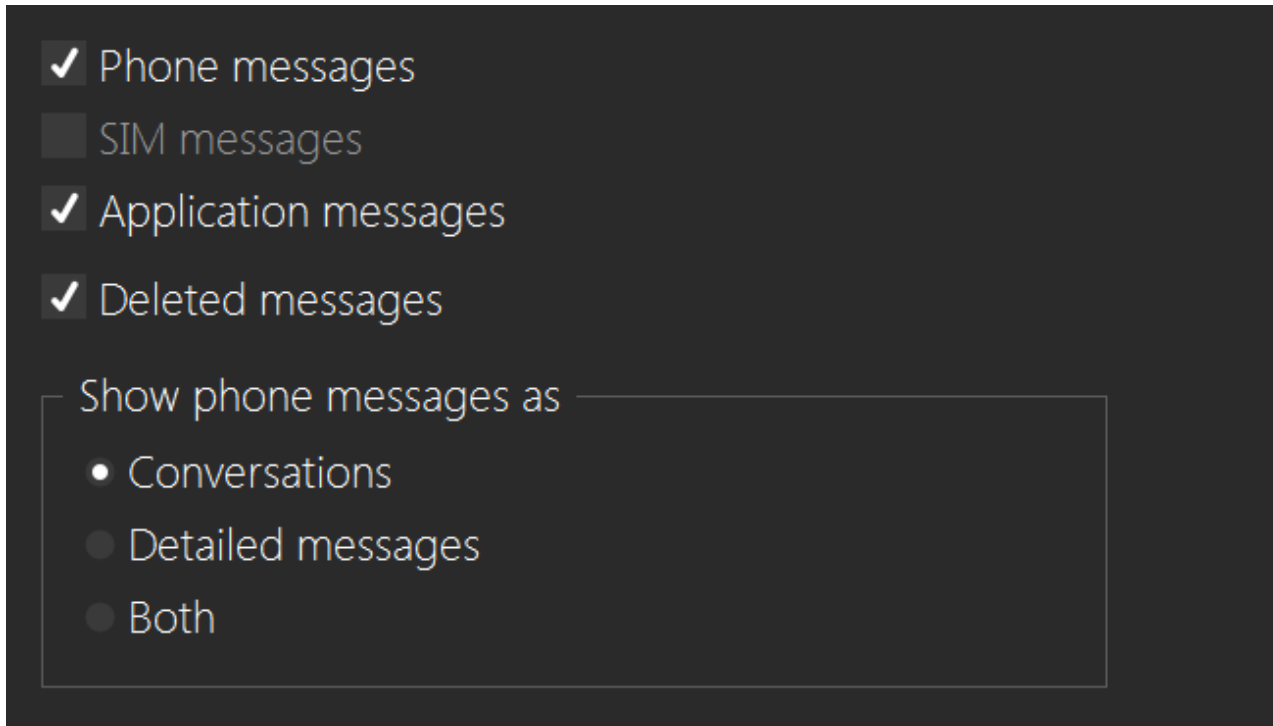 Phone messages
SIM messages
Application messages
Deleted messages
Show phone messages as
Conversations
Detailed messages
Both